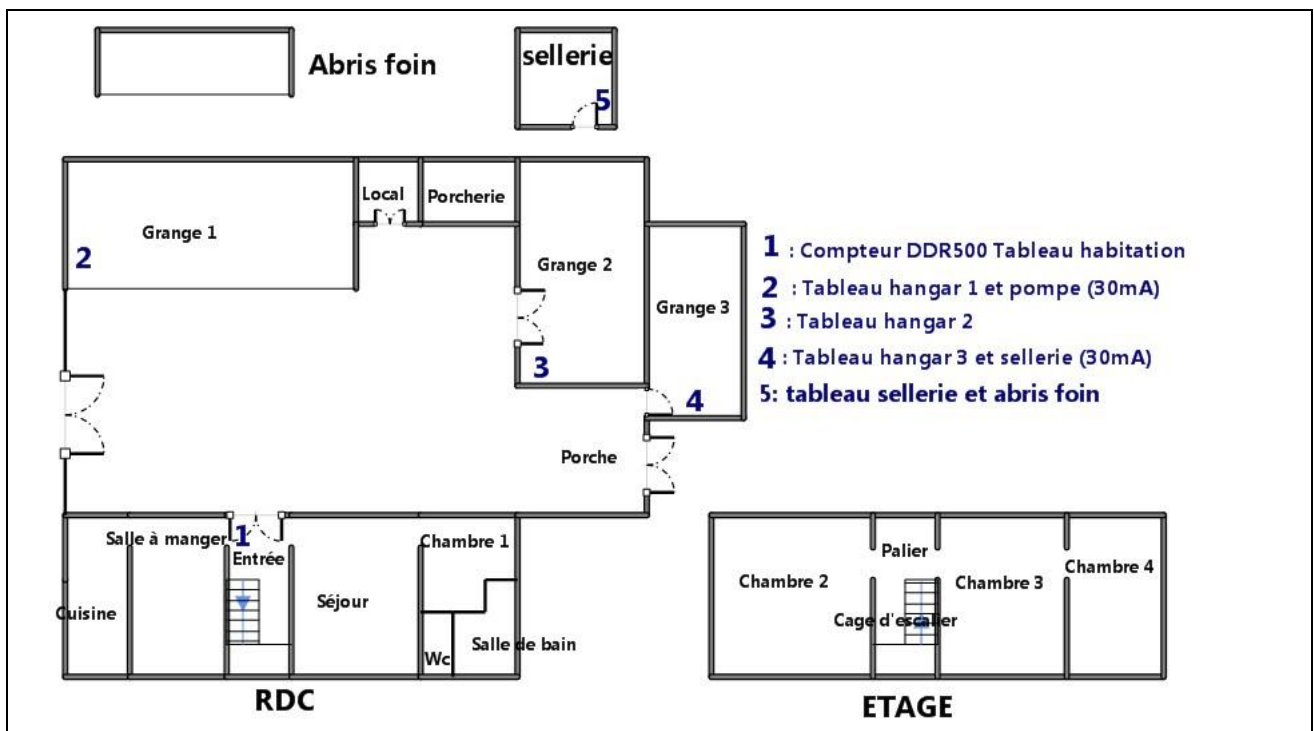 Abris foin
sellerie
5
Local
Porcherie
Grange 1
2
Grange 2
Grange 3
3
4
1 : Compteur DDR500 Tableau habitation
2 : Tableau hangar 1 et pompe (30mA)
3 : Tableau hangar 2
4 : Tableau hangar 3 et sellerie (30mA)
5: tableau sellerie et abris foin
Porche
Salle à manger
1
Entrée
Chambre 1
Cuisine
Séjour
Wc
Salle de bain
RDC
Palier
Chambre 2
Chambre 3
Chambre 4
Cage d'escalier
ETAGE